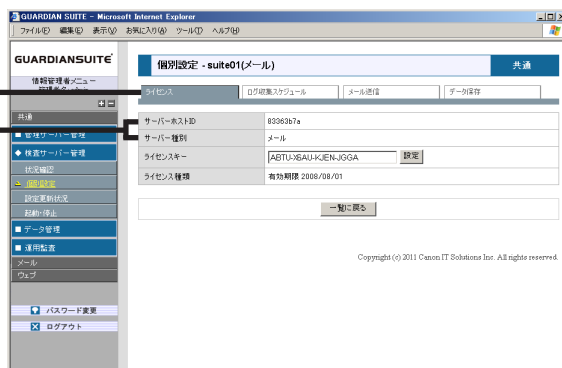 GUARDIAN SUITE - Microsoft Internet Explorer
ファイル(F) 編集(E) 表示(V) お気に入り(A) ツール(T) ヘルプ(H)
GUARDIANSUITE
情報管理者メニュー
共通
■ 管理サーバー管理
◆ 検査サーバー管理
状況確認
個別設定
設定更新状況
起動・停止
■ データ管理
■ 運用監査
メール
ウェブ
パスワード変更
ログアウト
個別設定 - suite01(メール) 共通
ライセンス ログ収集スケジュール メール送信 データ保存
サーバーホストID 83363b7a
サーバー種別 メール
ライセンスキー ABTU-XSAU-KJEN-JGGA 設定
ライセンス種類 有効期限 2008/08/01
一覧に戻る
Copyright (c) 2011 Canon IT Solutions Inc. All rights reserved.